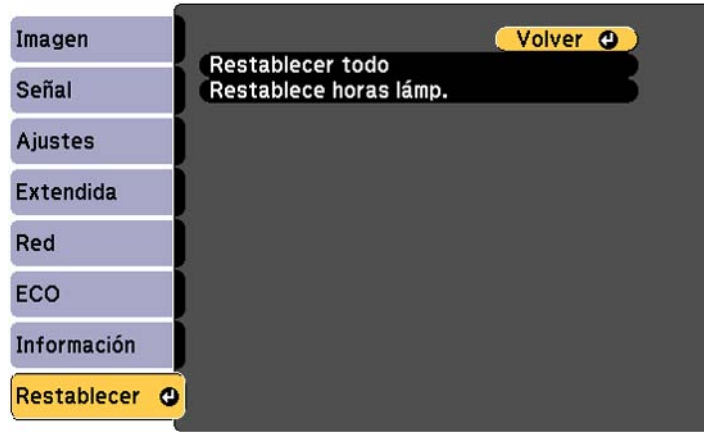 Imagen
Señal
Ajustes
Extendida
Red
ECO
Información
Restablecer
Volver
Restablecer todo
Restablece horas lámp.